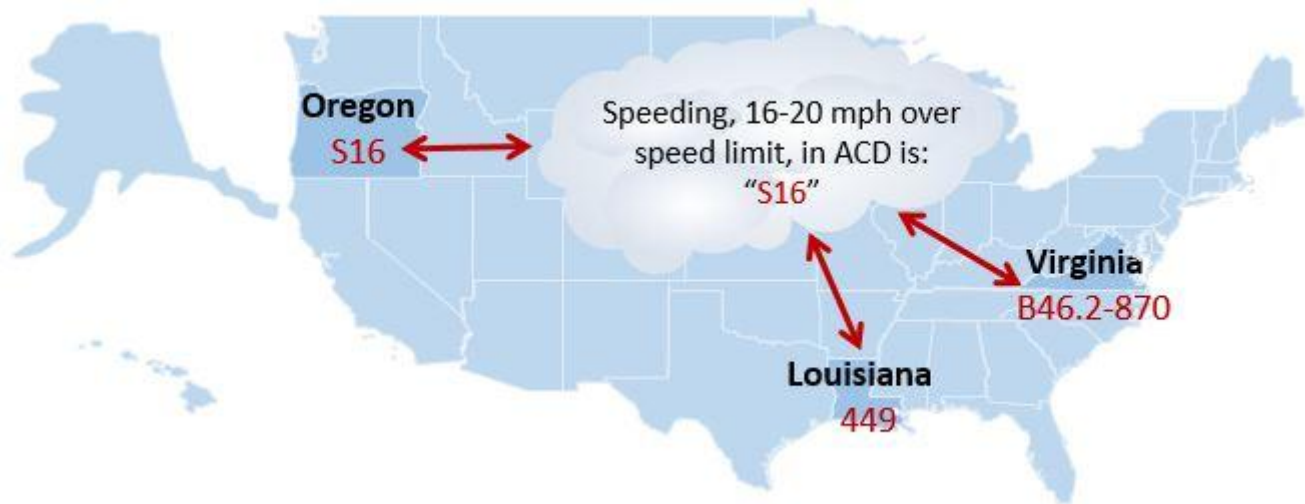 Oregon
S16
Speeding, 16-20 mph over
speed limit, in ACD is:
“S16”
Virginia
B46.2-870
Louisiana
449